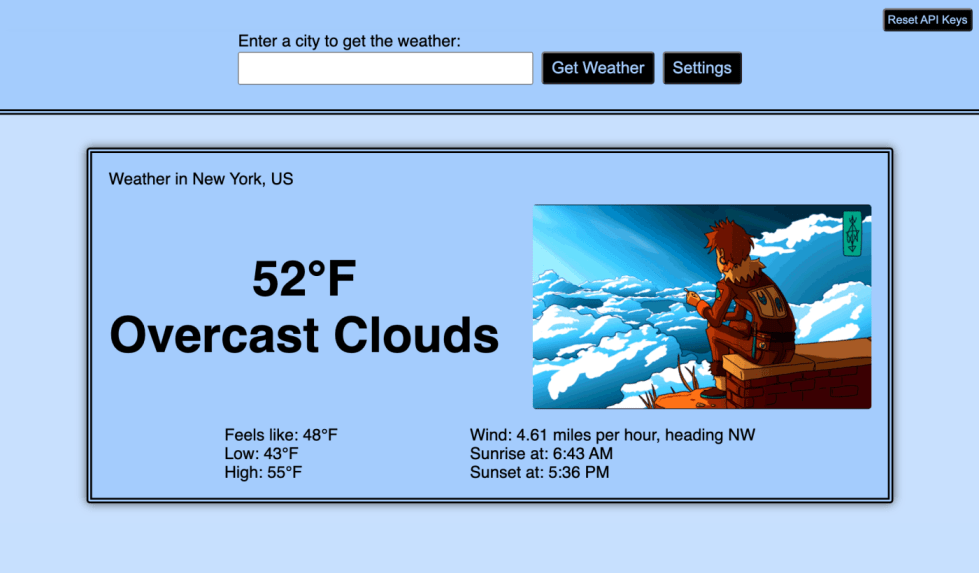 Reset API Keys
Enter a city to get the weather:
Get Weather
Settings
Weather in New York, US
52°F
Overcast Clouds
Feels like: 48°F
Low: 43°F
High: 55°F
Wind: 4.61 miles per hour, heading NW
Sunrise at: 6:43 AM
Sunset at: 5:36 PM